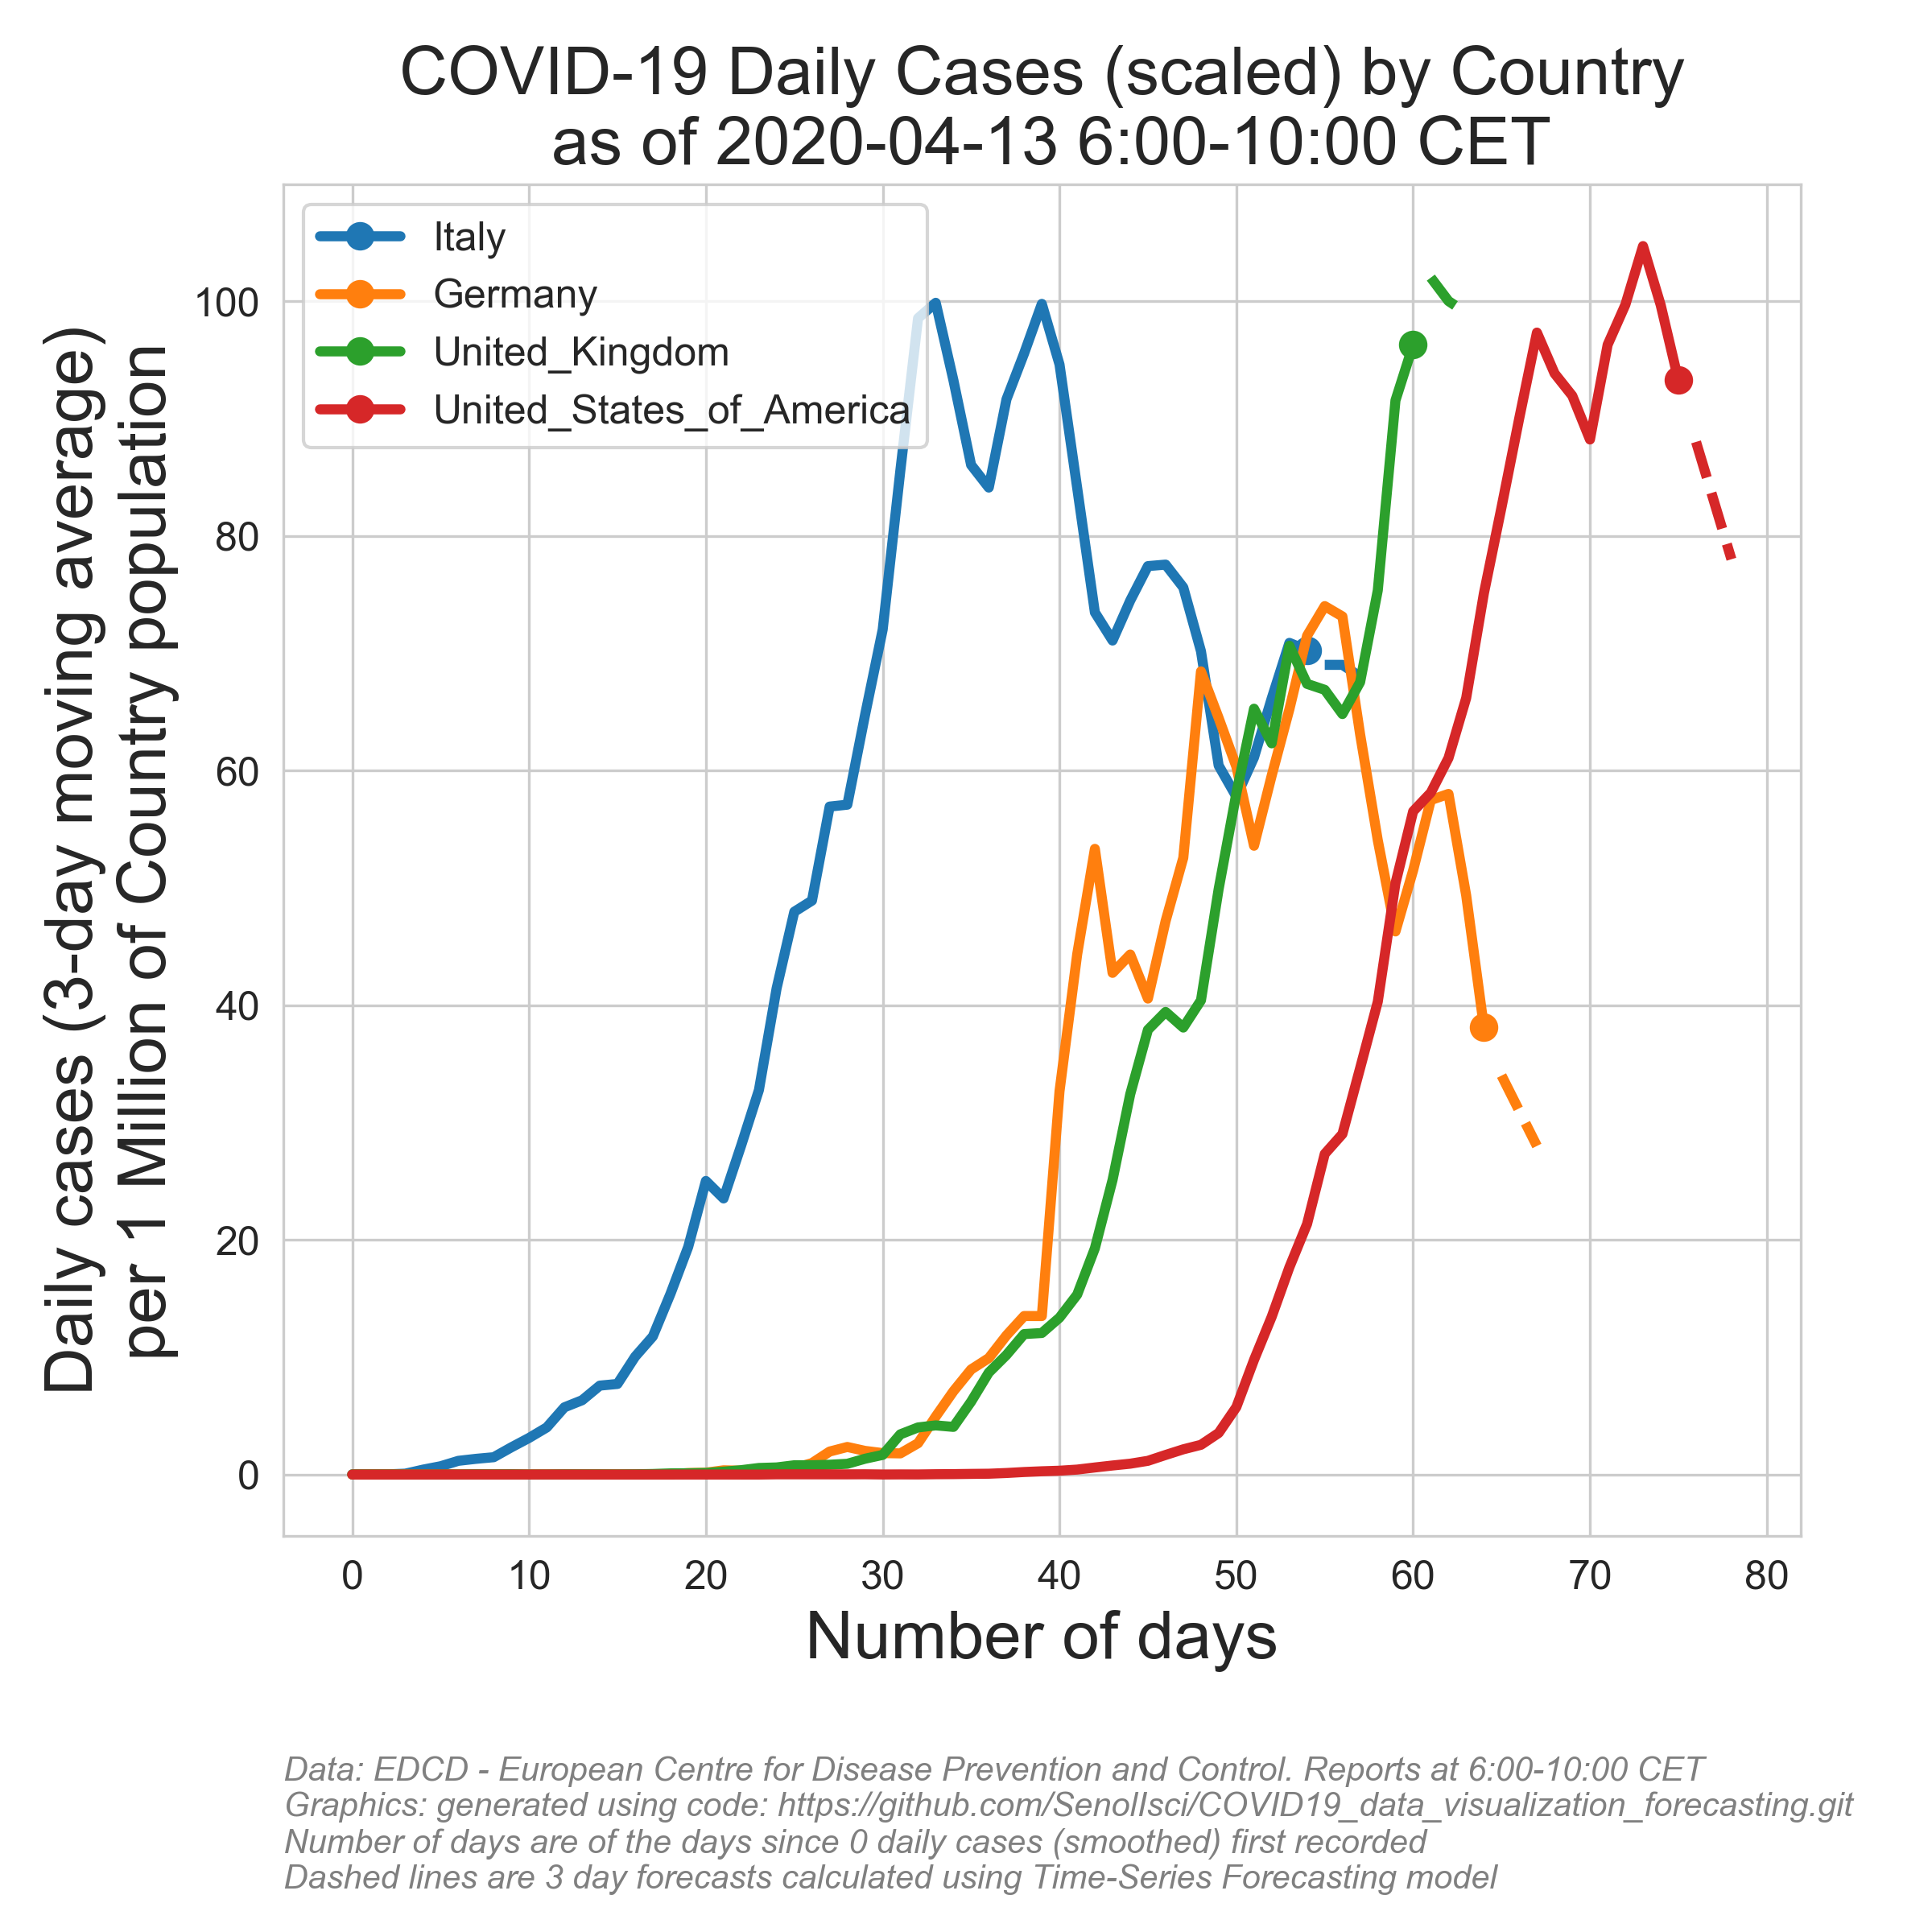 COVID-19 Daily Cases (scaled) by Country
as of 2020-04-13 6:00-10:00 CET
Italy
Germany
United_Kingdom
United_States_of_America
Daily cases (3-day moving average)
per 1 Million of Country population
100
80
60
40
20
0
0 10 20 30 40 50 60 70 80
Number of days
Data: EDCD - European Centre for Disease Prevention and Control. Reports at 6:00-10:00 CET
Graphics: generated using code: https://github.com/SenolIsci/COVID19_data_visualization_forecasting.git
Number of days are of the days since 0 daily cases (smoothed) first recorded
Dashed lines are 3 day forecasts calculated using Time-Series Forecasting model